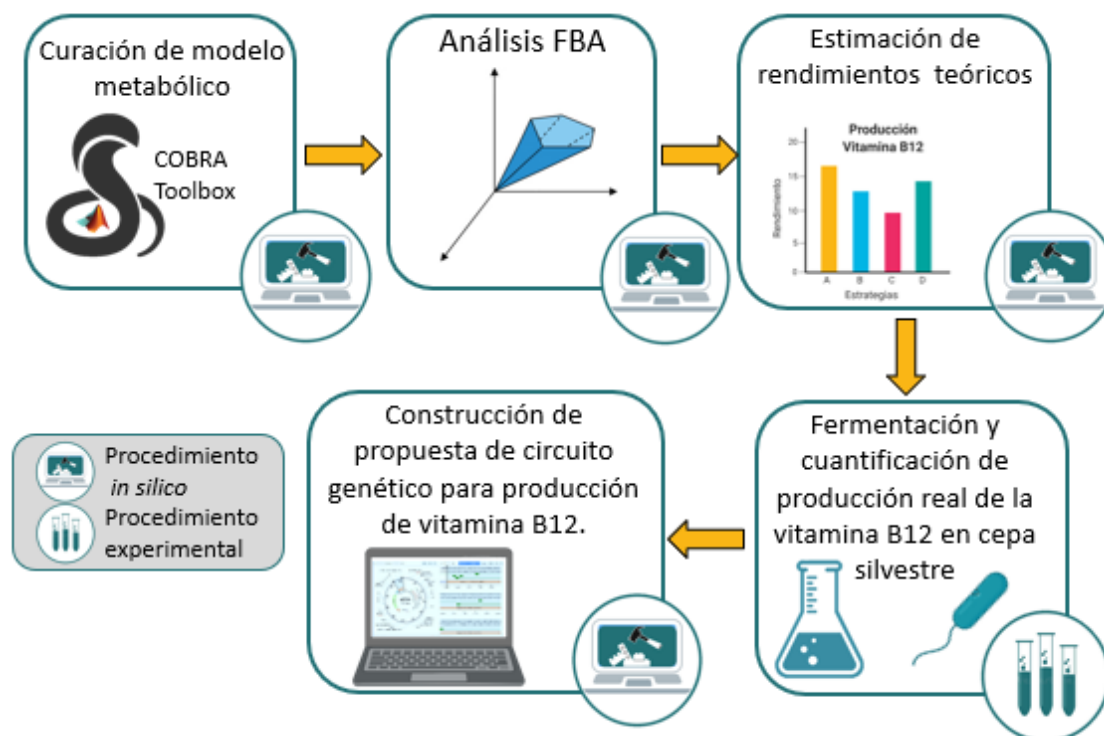 Curación de modelo
metabólico
COBRA
Toolbox
Análisis FBA
Estimación de
rendimientos teóricos
Producción
Vitamina B12
Rendimiento
20
15
10
5
0
A B C D
Estrategias
Fermentación y
cuantificación de
producción real de la
vitamina B12 en cepa
silvestre
Construcción de
propuesta de circuito
genético para producción
de vitamina B12.
Procedimiento
in silico
Procedimiento
experimental